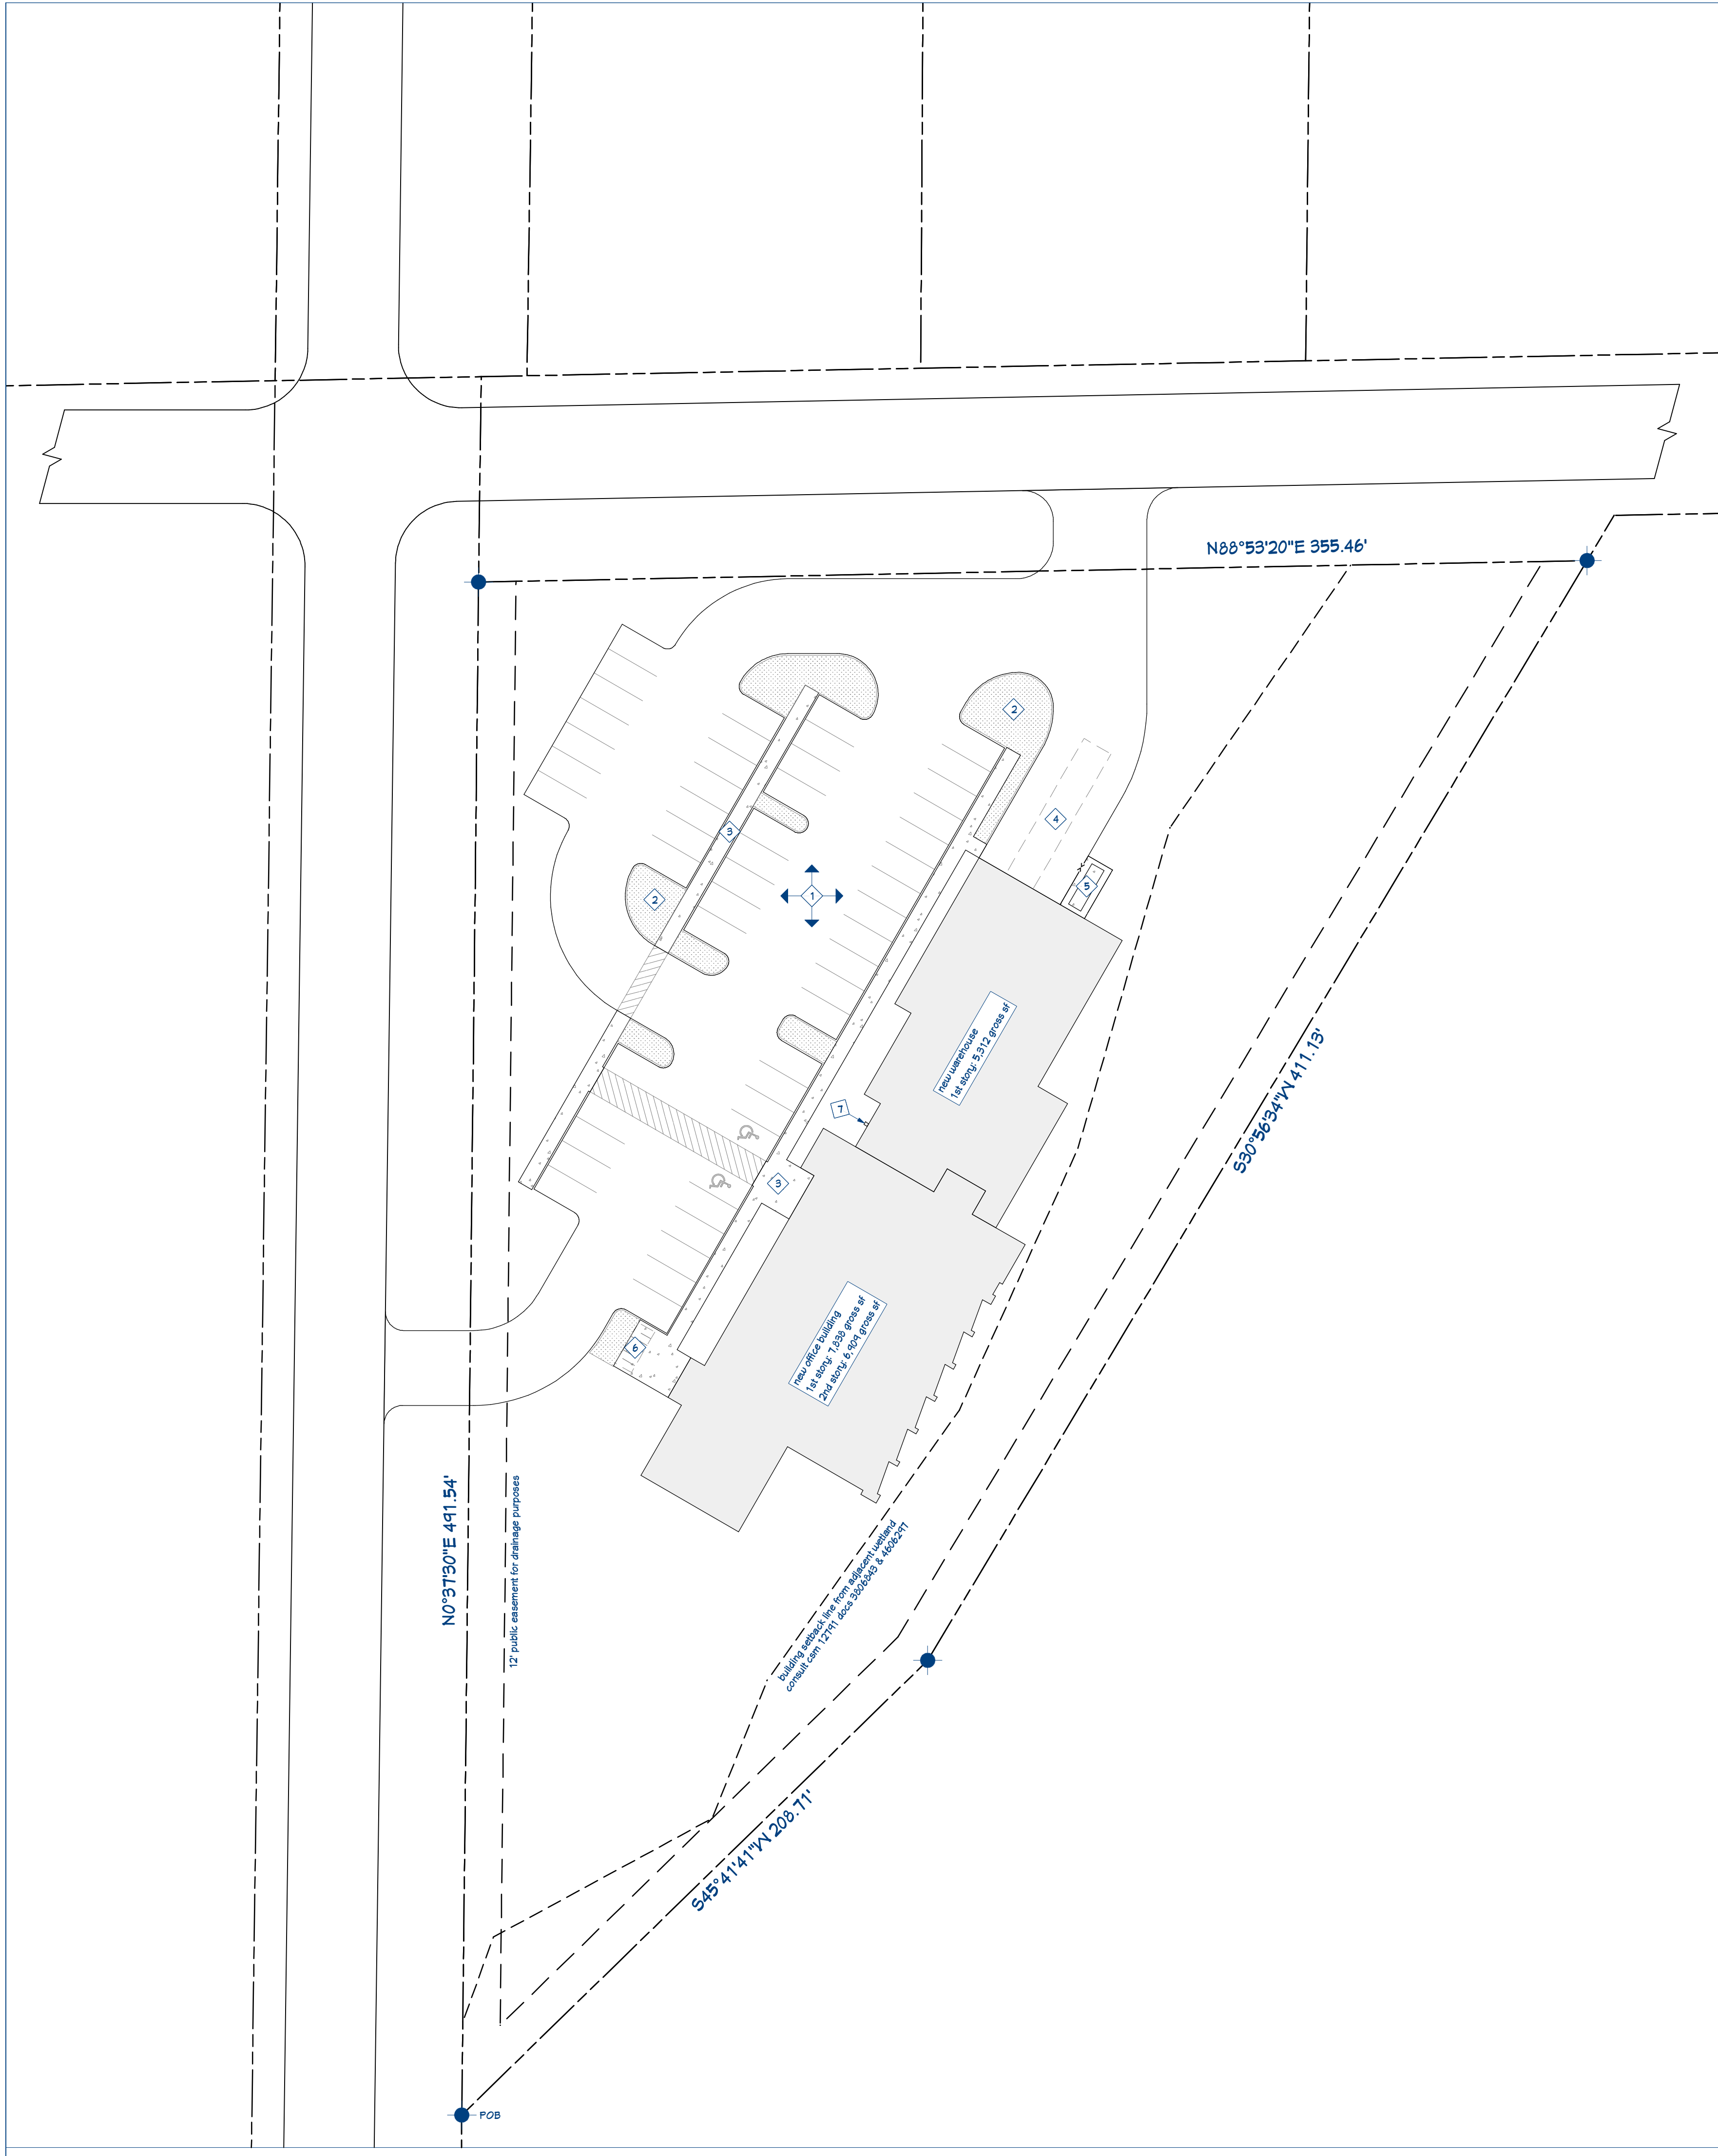 N88°53'20"E 355.46'
2
4
3
5
2
1
new warehouse
1st story: 5,312 gross sf
S30°56'34"W 411.13'
7
3
new office building
1st story: 7,838 gross sf
2nd story: 6,909 gross sf
6
N0°37'30"E 491.54'
12' public easement for drainage purposes
building setback line from adjacent wetland
consult csm 12791 docs 3806843 & 4606297
S45°41'41"W 208.71'
POB